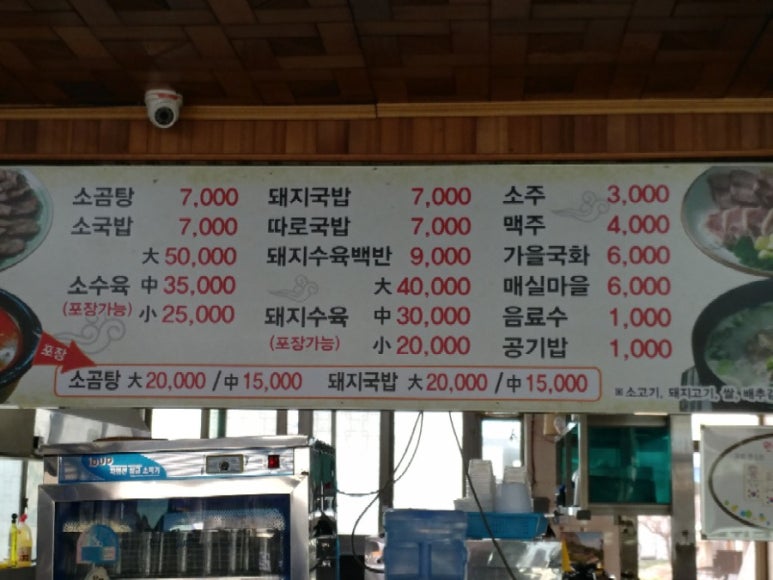 소곰탕 7,000
소국밥 7,000
소수육 大 50,000
中 35,000
(포장가능) 小 25,000
돼지국밥 7,000
따로국밥 7,000
돼지수육백반 9,000
돼지수육 大 40,000
中 30,000
(포장가능) 小 20,000
소주 3,000
맥주 4,000
가을국화 6,000
매실마을 6,000
음료수 1,000
공기밥 1,000
포장
소곰탕 大 20,000 / 中 15,000 돼지국밥 大 20,000 / 中 15,000
※소고기, 돼지고기, 쌀, 배추